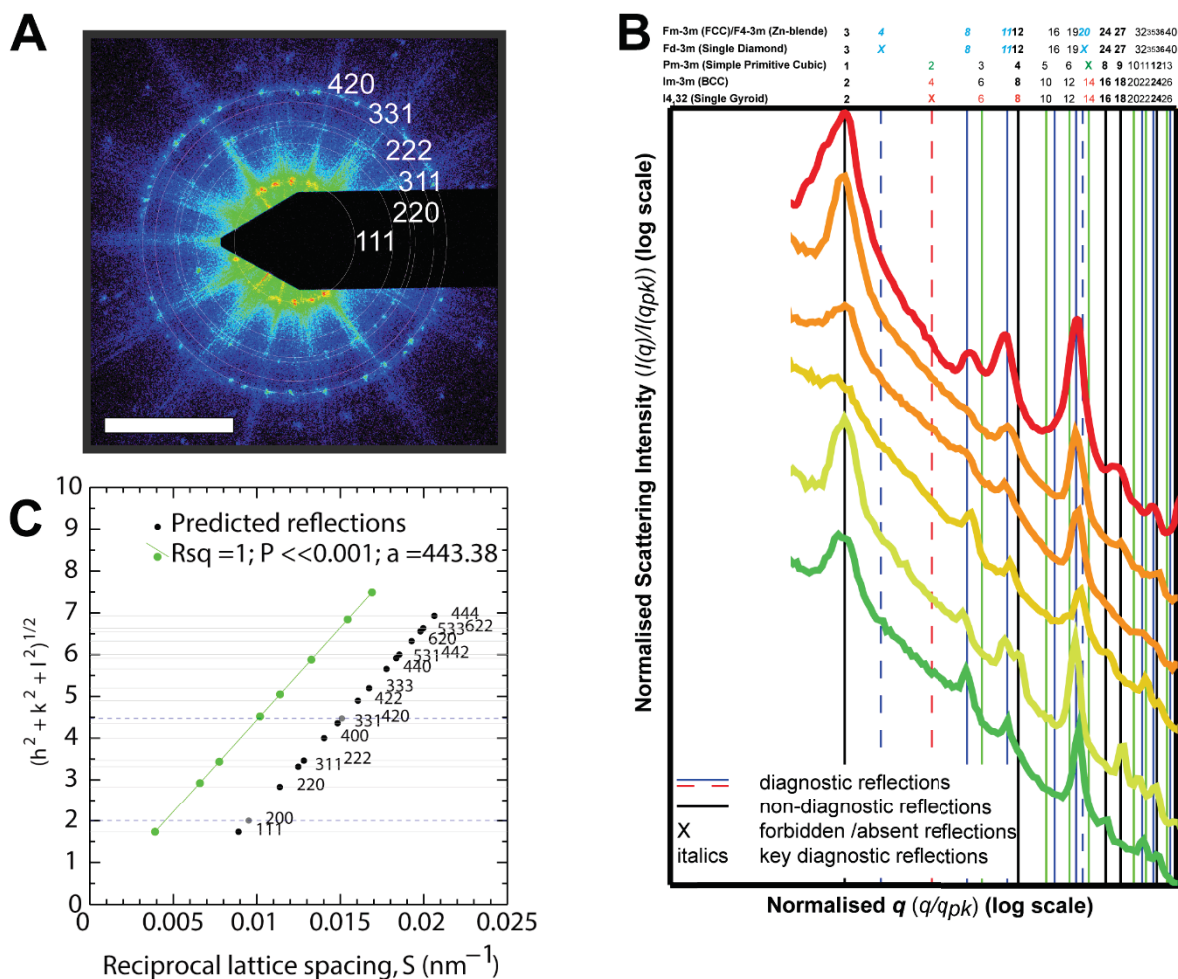 A
420
331
222
311
220
111
B
Fm-3m (FCC)/F4-3m (Zn-blende) 3 4 8 11 12 16 19 20 24 27 32 35 36 40
Fd-3m (Single Diamond) 3 X 8 11 12 16 19 X 24 27 32 35 36 40
Pm-3m (Simple Primitive Cubic) 1 2 3 4 5 6 X 8 9 10 11 12 13
Im-3m (BCC) 2 4 6 8 10 12 14 16 18 20 22 24 26
I4,32 (Single Gyroid) 2 X 6 8 10 12 14 16 18 20 22 24 26
Normalised Scattering Intensity (I(q)/I(qpk)) (log scale)
diagnostic reflections
non-diagnostic reflections
X forbidden /absent reflections
italics key diagnostic reflections
Normalised q (q/qpk) (log scale)
C
10
9
8
7
6
5
4
3
2
1
0
(h² + k² + l²)^1/2
Predicted reflections
Rsq =1; P <<0.001; a =443.38
444
533 622
620
531 442
440
333
422
331 420
400
311 222
220
200
111
0 0.005 0.01 0.015 0.02 0.025
Reciprocal lattice spacing, S (nm⁻¹)